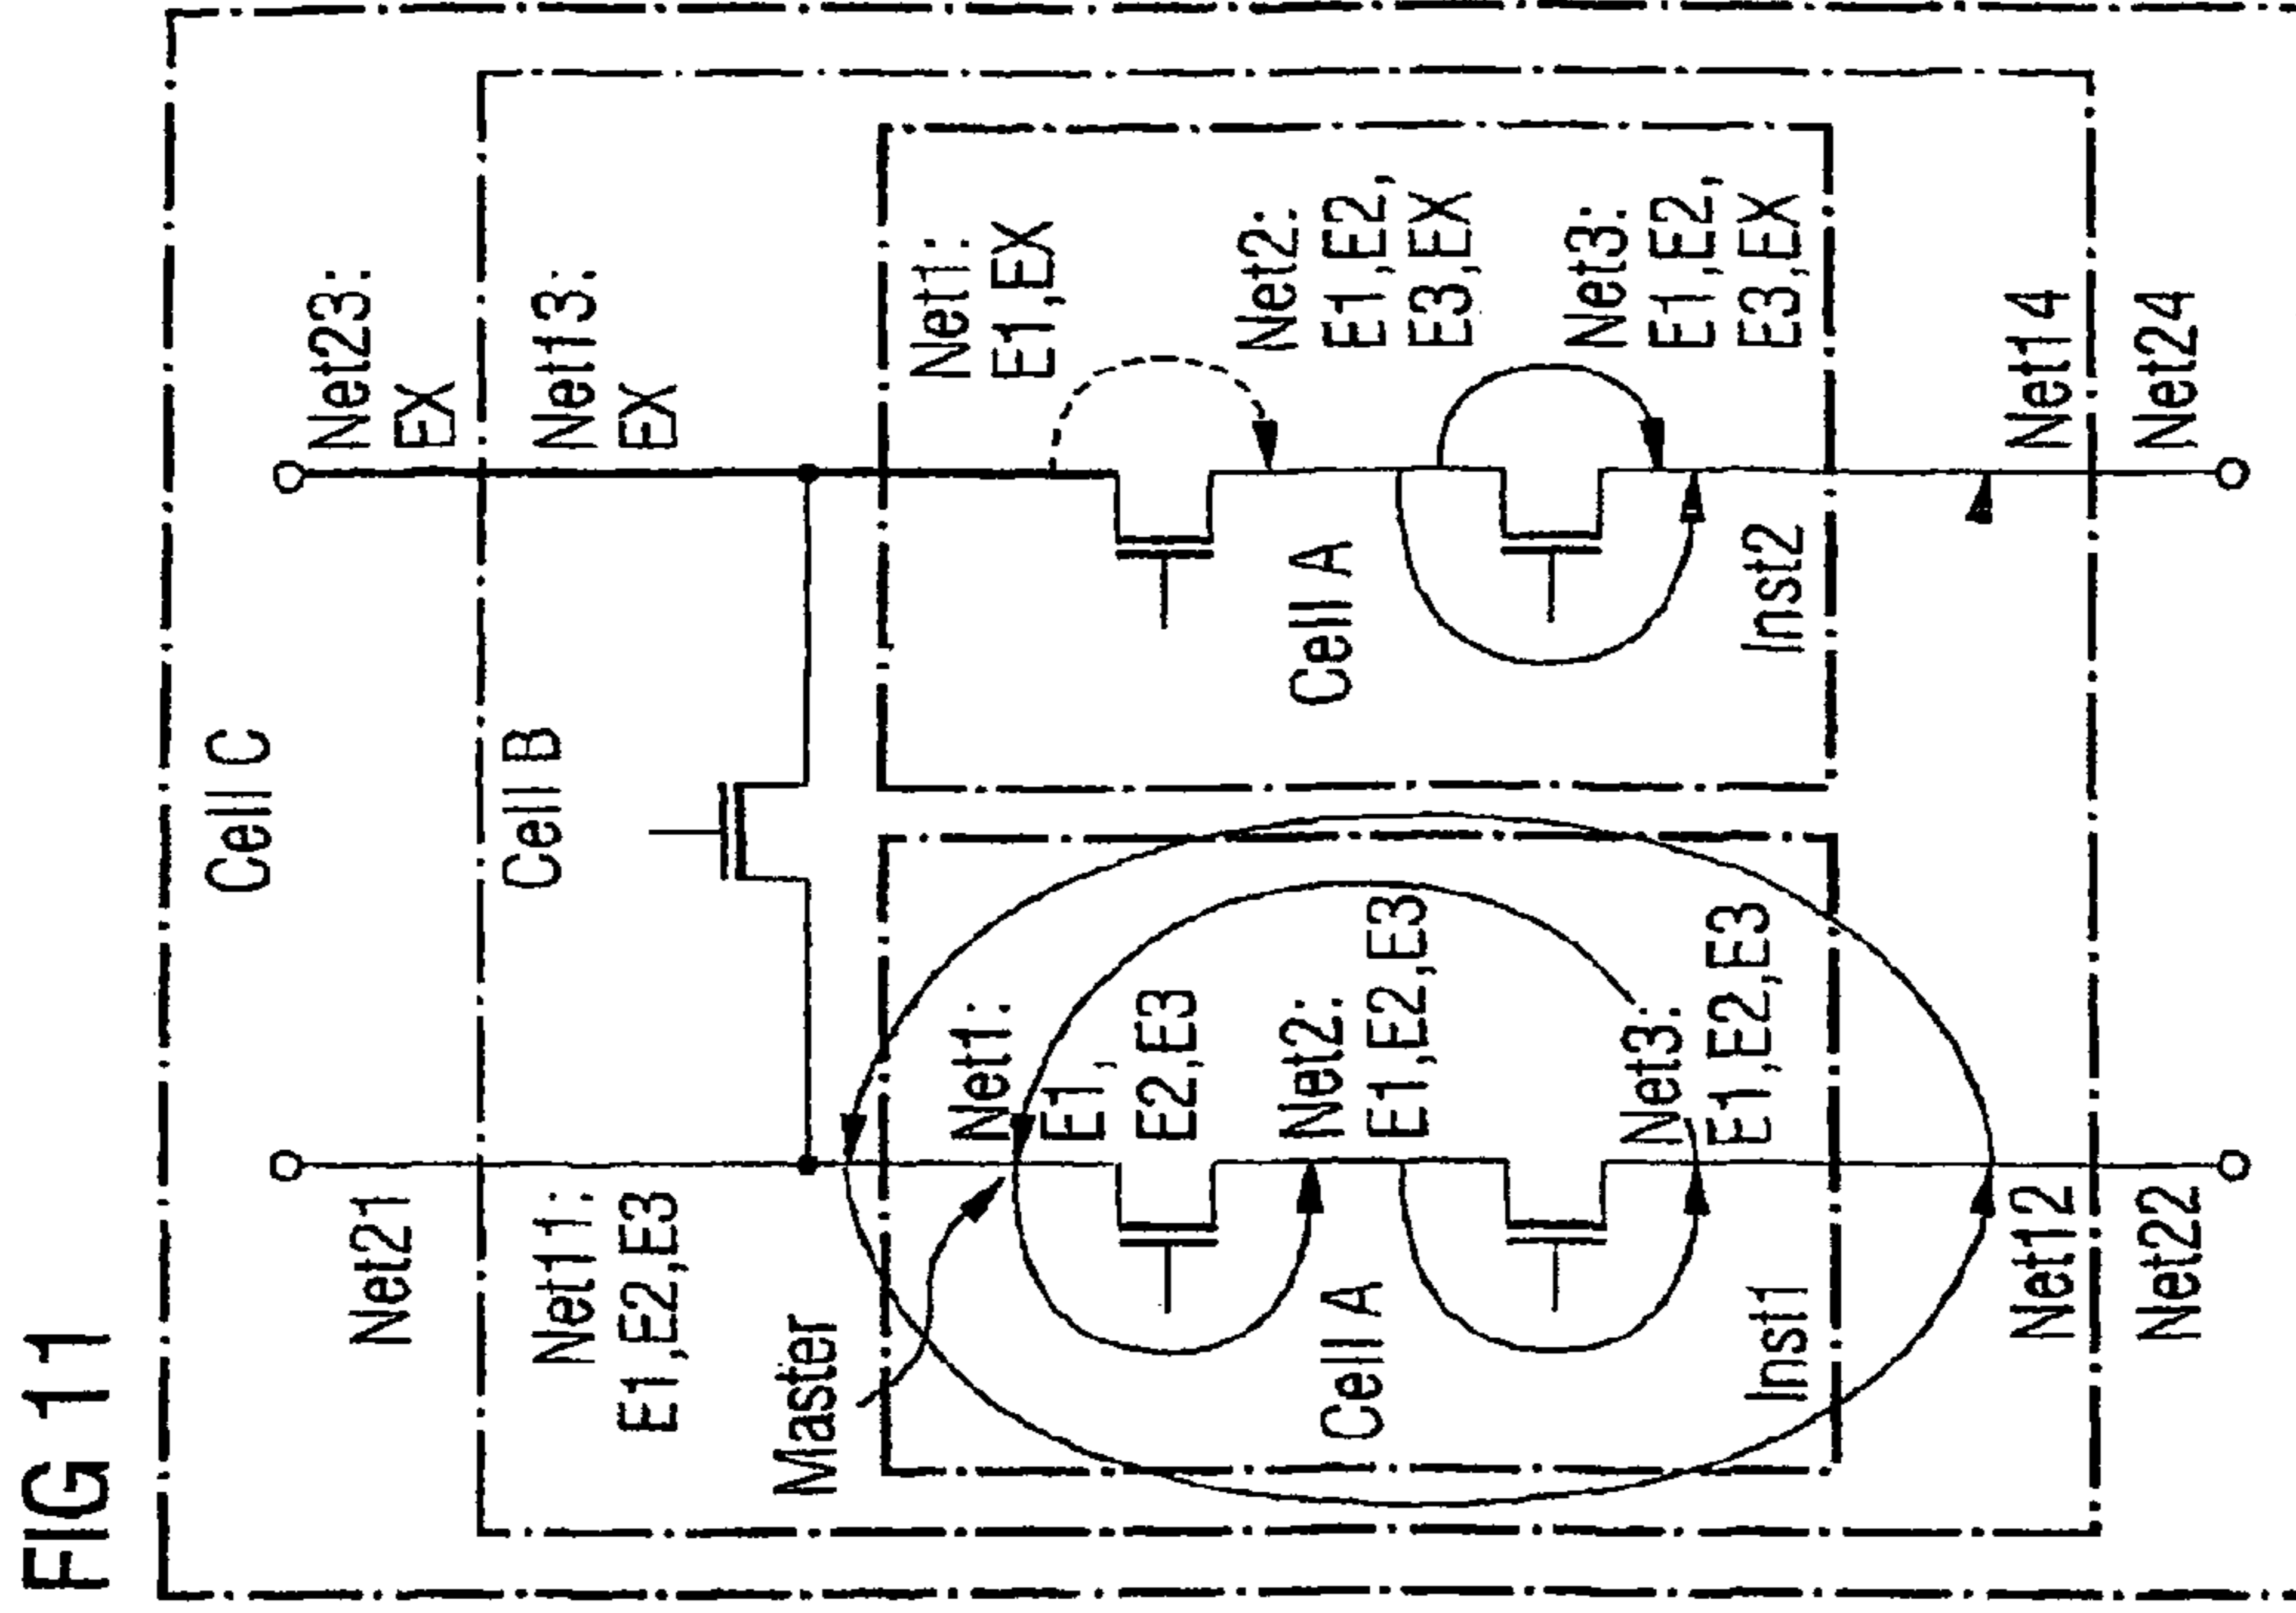 FIG 11
Cell C
Net21
Net23:
EX
Cell B
Net11:
E1,E2,E3
Net13:
EX
Master
Net1:
E1,
E2,E3
Net2:
E1,E2,E3
Net3:
E1,E2,E3
Cell A
Inst1
Net1:
E1,EX
Net2:
E1,E2,
E3,EX
Net3:
E1,E2,
E3,EX
Cell A
Inst2
Net12
Net14
Net22
Net24